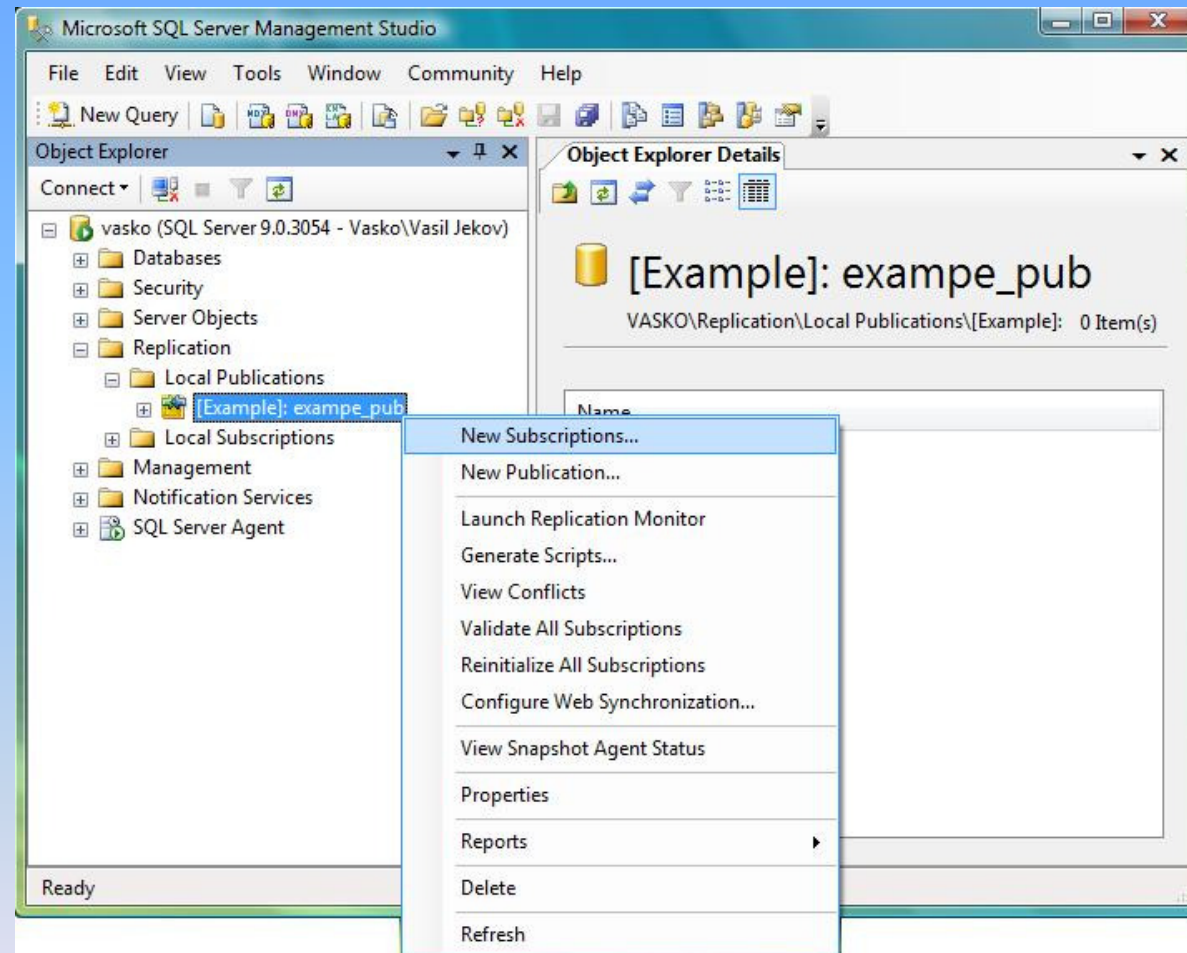 Microsoft SQL Server Management Studio
File Edit View Tools Window Community Help
New Query
Object Explorer
Connect
vasko (SQL Server 9.0.3054 - Vasko\Vasil Jekov)
Databases
Security
Server Objects
Replication
Local Publications
[Example]: exampe_pub
Local Subscriptions
Management
Notification Services
SQL Server Agent
Object Explorer Details
[Example]: exampe_pub
VASKO\Replication\Local Publications\[Example]: 0 Item(s)
Name
New Subscriptions...
New Publication...
Launch Replication Monitor
Generate Scripts...
View Conflicts
Validate All Subscriptions
Reinitialize All Subscriptions
Configure Web Synchronization...
View Snapshot Agent Status
Properties
Reports
Delete
Refresh
Ready